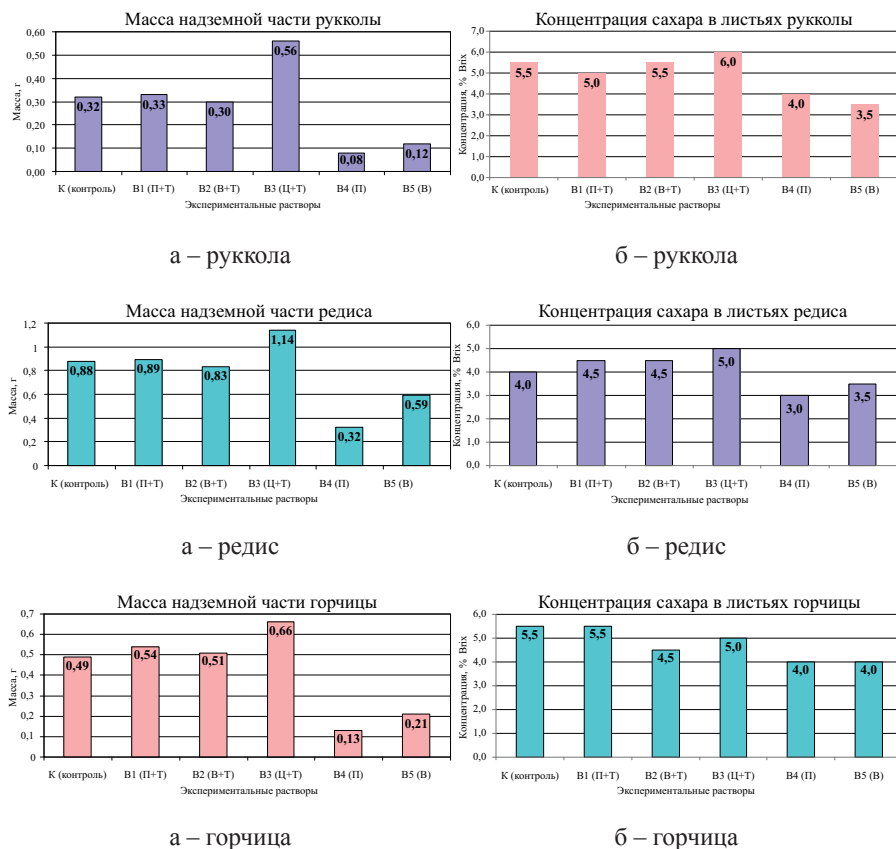 Масса надземной части рукколы
Масса, г
0,60
0,50
0,40
0,30
0,20
0,10
0,00
0,32
0,33
0,30
0,56
0,08
0,12
К (контроль) В1 (П+Т) В2 (В+Т) В3 (Ц+Т) В4 (П) В5 (В)
Экспериментальные растворы
а – руккола
Концентрация сахара в листьях рукколы
Концентрация, % Brix
7,0
6,0
5,0
4,0
3,0
2,0
1,0
0,0
5,5
5,0
5,5
6,0
4,0
3,5
К (контроль) В1 (П+Т) В2 (В+Т) В3 (Ц+Т) В4 (П) В5 (В)
Экспериментальные растворы
б – руккола
Масса надземной части редиса
Масса, г
1,2
1
0,8
0,6
0,4
0,2
0
0,88
0,89
0,83
1,14
0,32
0,59
К (контроль) В1 (П+Т) В2 (В+Т) В3 (Ц+Т) В4 (П) В5 (В)
Экспериментальные растворы
а – редис
Концентрация сахара в листьях редиса
Концентрация, % Brix
6,0
5,0
4,0
3,0
2,0
1,0
0,0
4,0
4,5
4,5
5,0
3,0
3,5
К (контроль) В1 (П+Т) В2 (В+Т) В3 (Ц+Т) В4 (П) В5 (В)
Экспериментальные растворы
б – редис
Масса надземной части горчицы
Масса, г
0,7
0,6
0,5
0,4
0,3
0,2
0,1
0
0,49
0,54
0,51
0,66
0,13
0,21
К (контроль) В1 (П+Т) В2 (В+Т) В3 (Ц+Т) В4 (П) В5 (В)
Экспериментальные растворы
а – горчица
Концентрация сахара в листьях горчицы
Концентрация, % Brix
6,0
5,0
4,0
3,0
2,0
1,0
0,0
5,5
5,5
4,5
5,0
4,0
4,0
К (контроль) В1 (П+Т) В2 (В+Т) В3 (Ц+Т) В4 (П) В5 (В)
Экспериментальные растворы
б – горчица